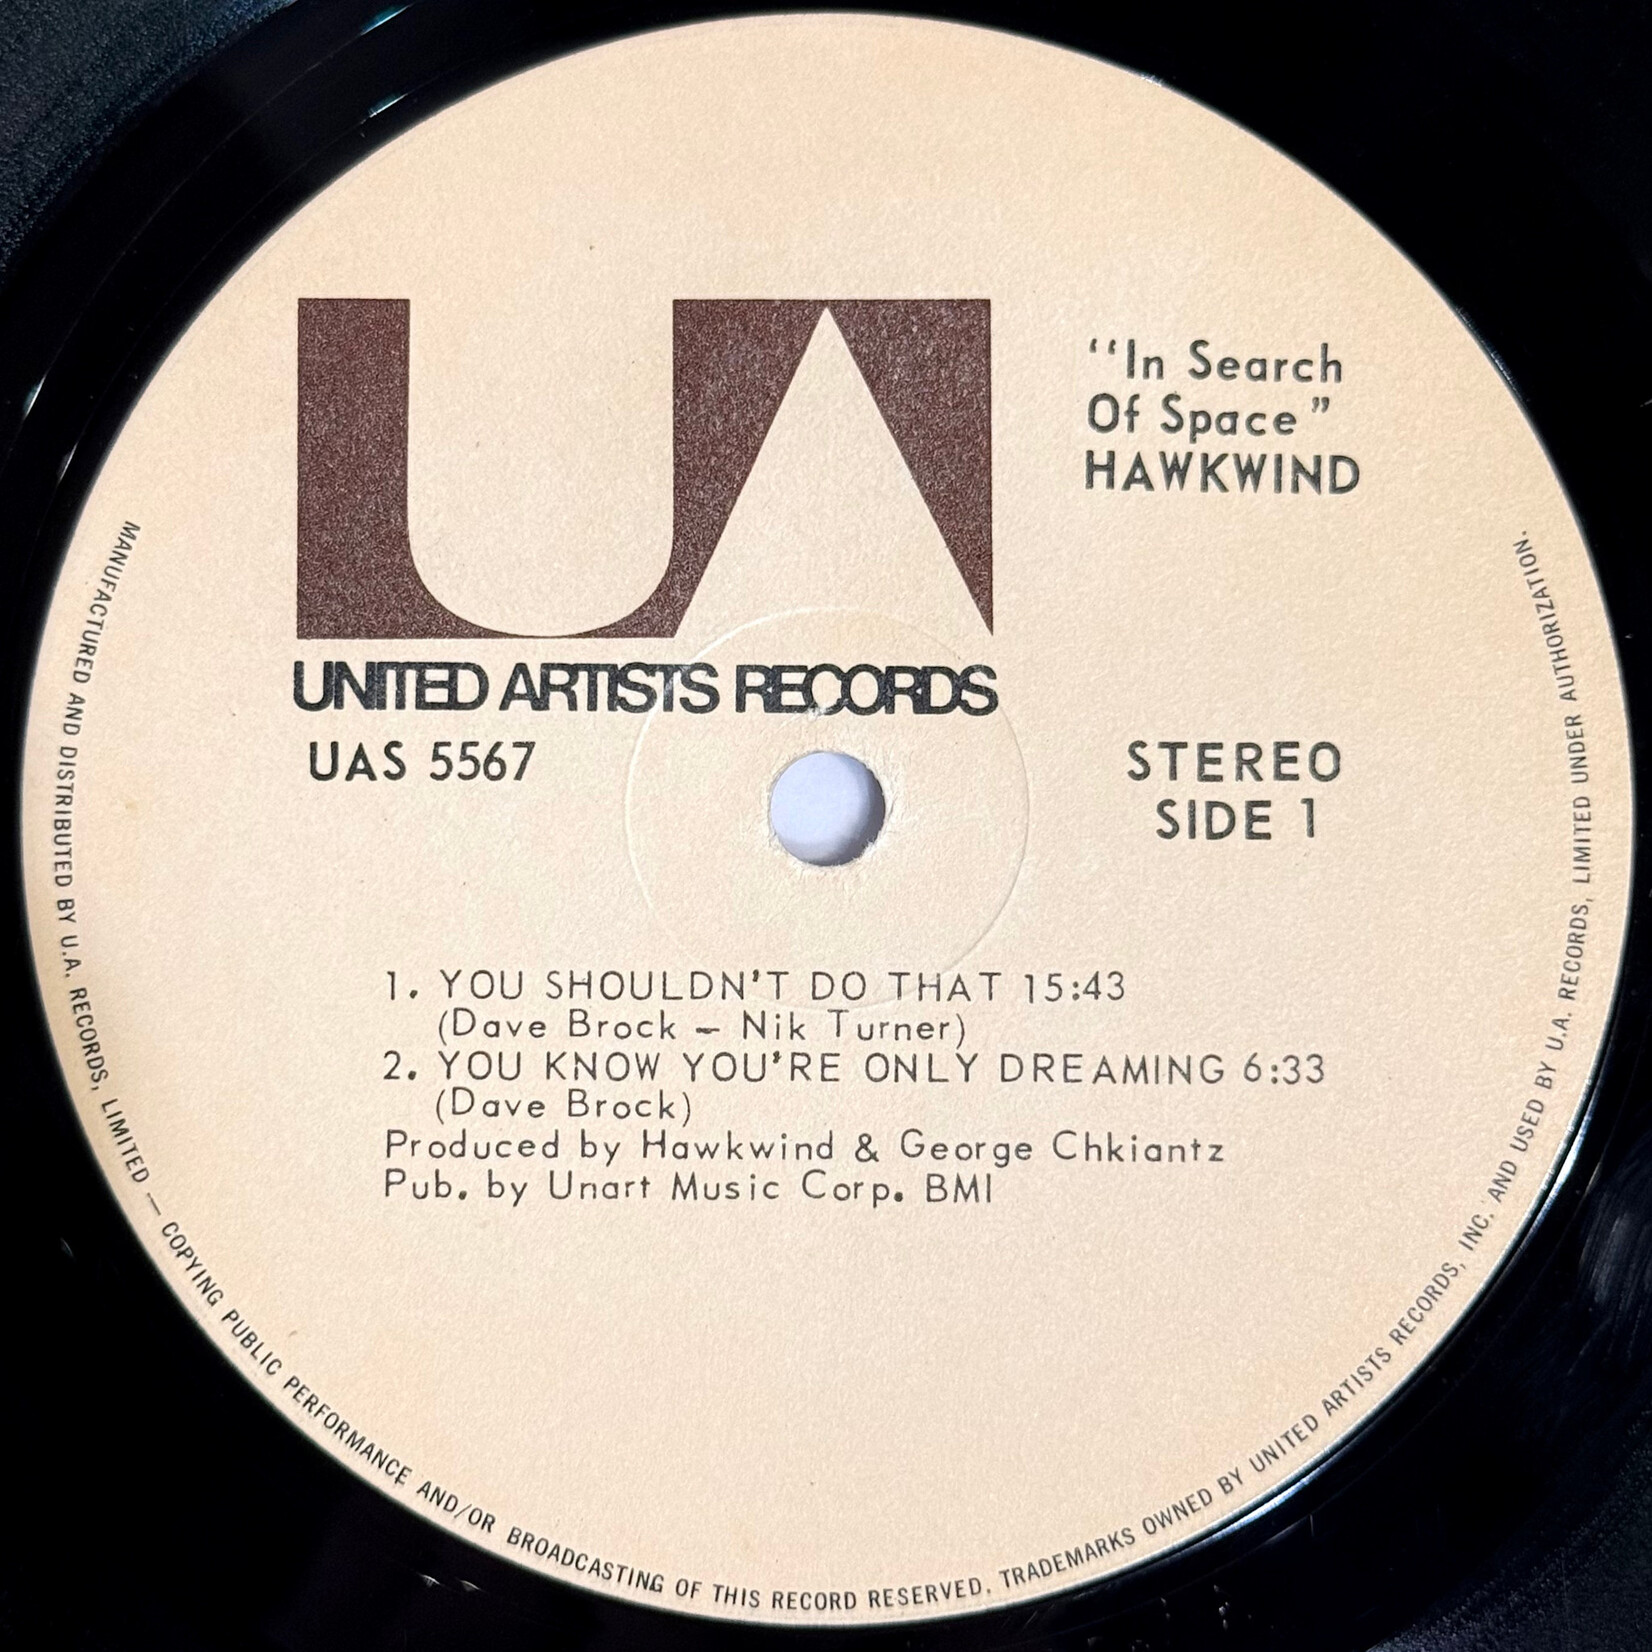 UA
UNITED ARTISTS RECORDS
‘‘In Search
Of Space”
HAWKWIND
UAS 5567
STEREO
SIDE 1
1. YOU SHOULDN'T DO THAT 15:43
(Dave Brock – Nik Turner)
2. YOU KNOW YOU'RE ONLY DREAMING 6:33
(Dave Brock)
Produced by Hawkwind & George Chkiantz
Pub. by Unart Music Corp. BMI
MANUFACTURED AND DISTRIBUTED BY U.A. RECORDS, LIMITED — COPYING PUBLIC PERFORMANCE AND/OR BROADCASTING OF THIS RECORD RESERVED. TRADEMARKS OWNED BY UNITED ARTISTS RECORDS, INC. AND USED BY U.A. RECORDS, LIMITED UNDER AUTHORIZATION.